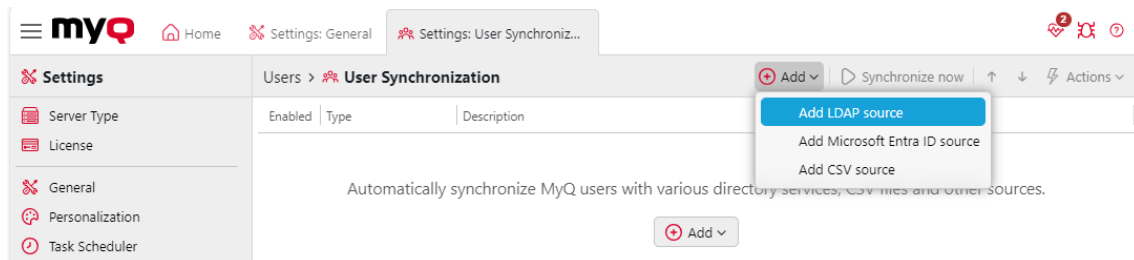 myQ
Home
Settings: General
Settings: User Synchroniz...
2
Settings
Users > User Synchronization
Add
Synchronize now
Actions
Server Type
License
General
Personalization
Task Scheduler
Enabled
Type
Description
Add LDAP source
Add Microsoft Entra ID source
Add CSV source
Automatically synchronize MyQ users with various directory services, CSV files and other sources.
Add